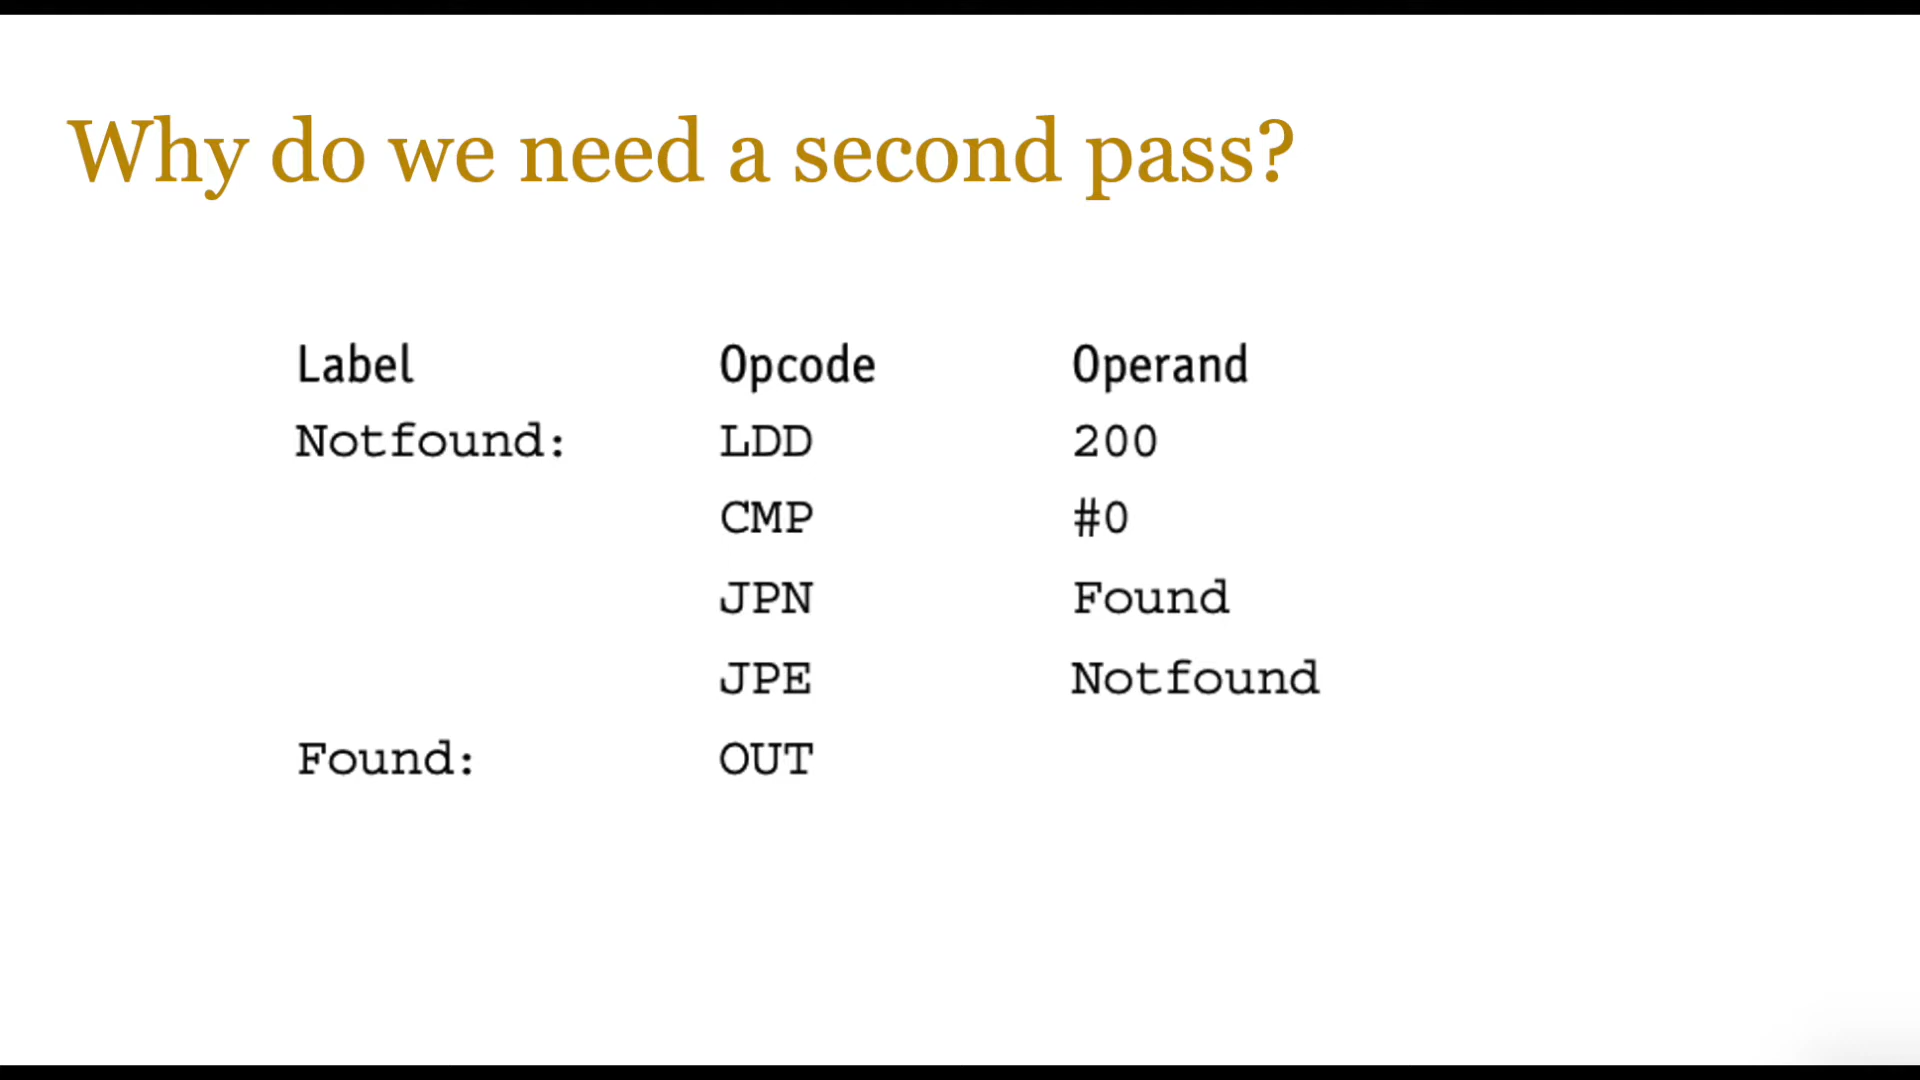 Why do we need a second pass?
Label Opcode Operand
Notfound: LDD 200
CMP #0
JPN Found
JPE Notfound
Found: OUT